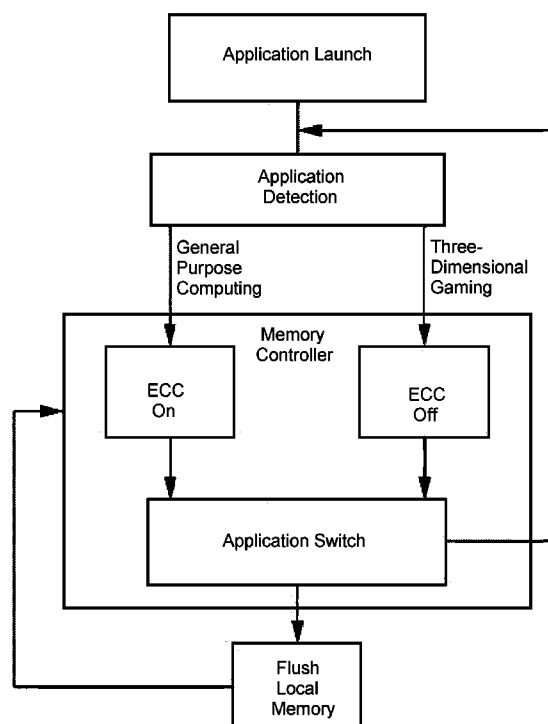 Application Launch
Application
Detection
General
Purpose
Computing
Three-
Dimensional
Gaming
Memory
Controller
ECC
On
ECC
Off
Application Switch
Flush
Local
Memory